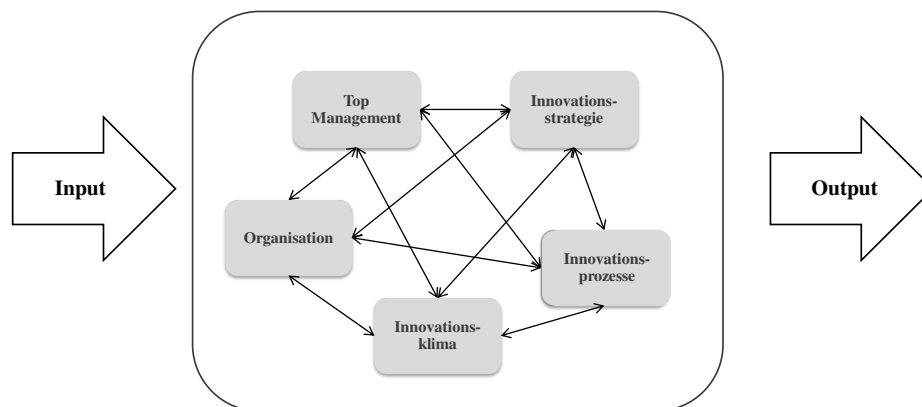 Input
Top
Management
Innovations-
strategie
Organisation
Innovations-
prozesse
Innovations-
klima
Output